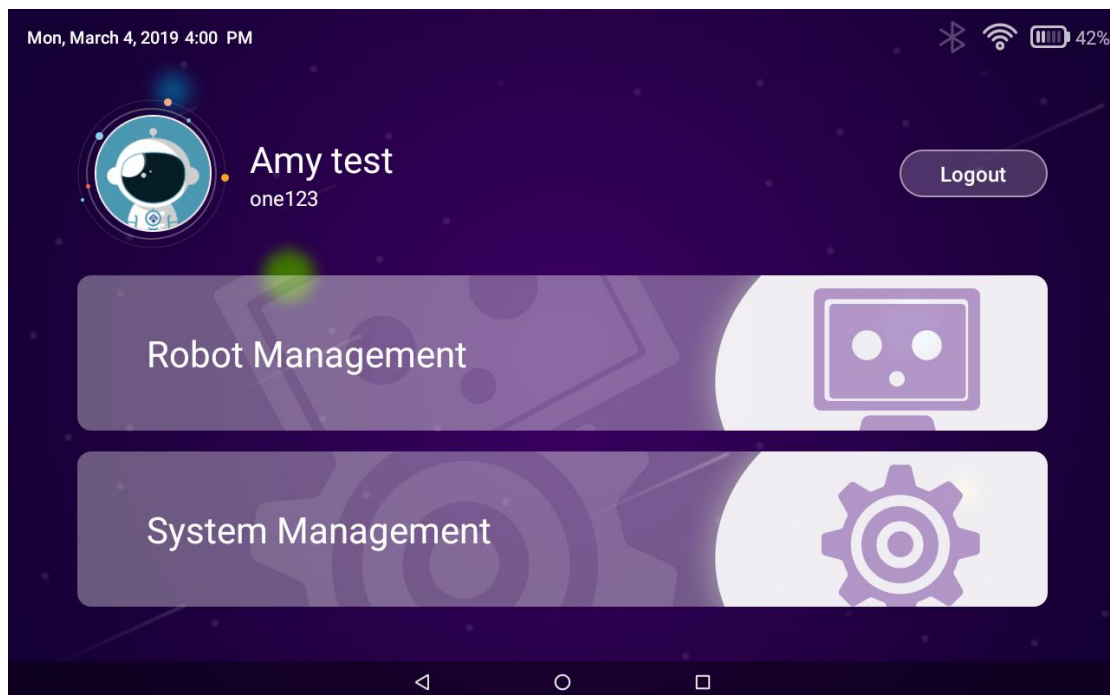 Mon, March 4, 2019 4:00 PM
42%
Amy test
one123
Logout
Robot Management
System Management